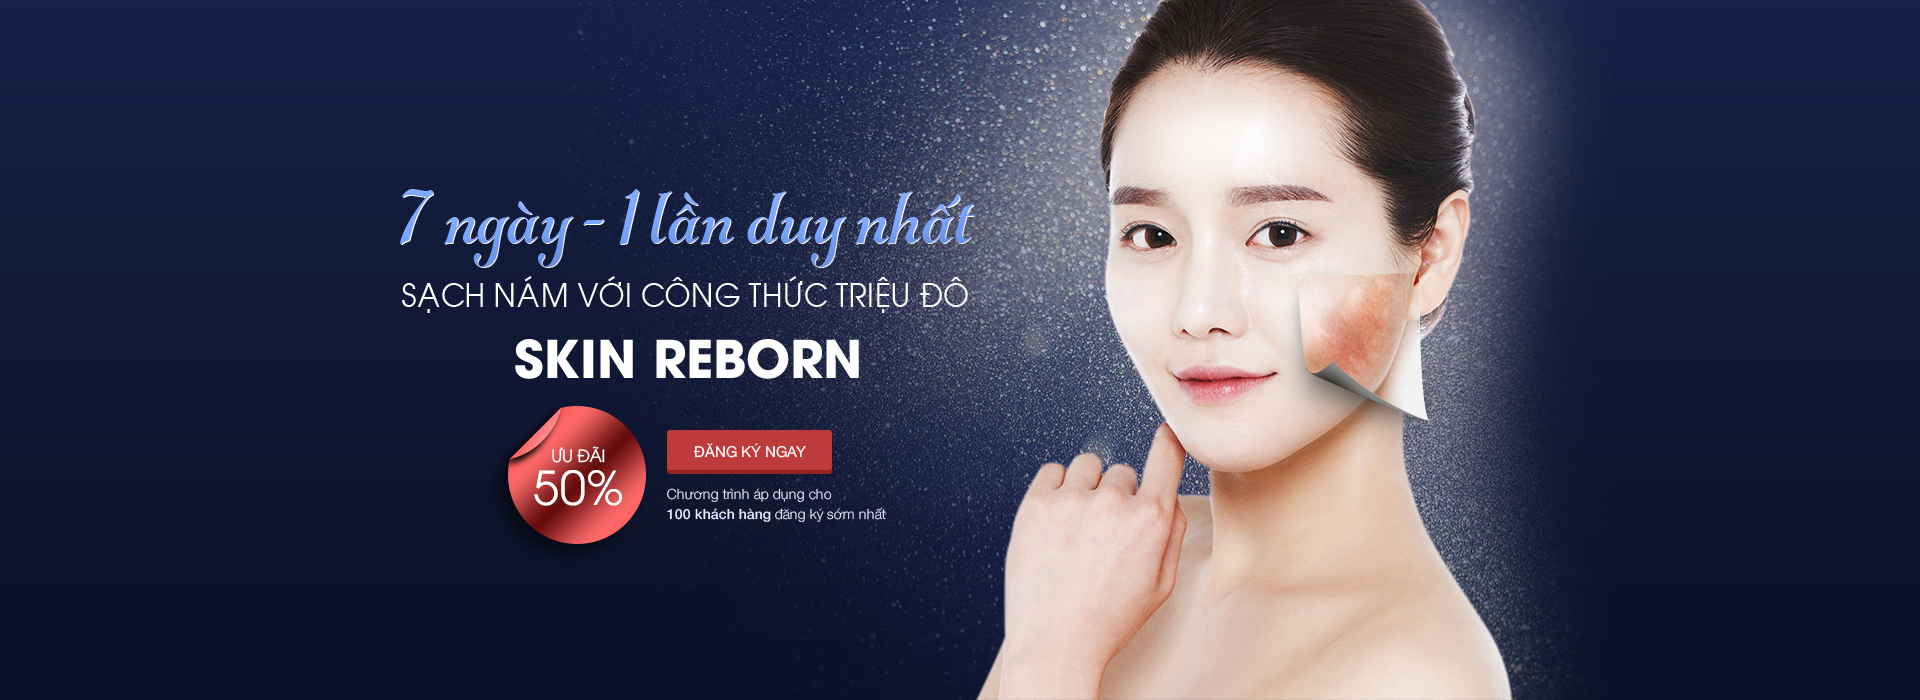 7 ngày - 1 lần duy nhất
SẠCH NÁM VỚI CÔNG THỨC TRIỆU ĐÔ
SKIN REBORN
ƯU ĐÃI
50%
ĐĂNG KÝ NGAY
Chương trình áp dụng cho
100 khách hàng đăng ký sớm nhất